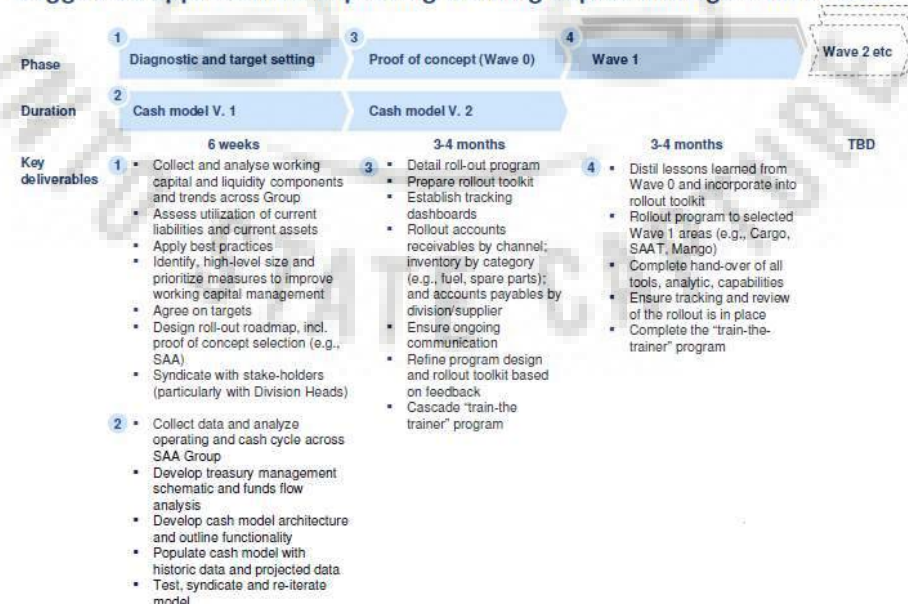 1
3
4
Phase
Diagnostic and target setting
Proof of concept (Wave 0)
Wave 1
Wave 2 etc
Duration
2
Cash model V. 1
Cash model V. 2
6 weeks
3-4 months
3-4 months
TBD
Key
deliverables
1
▪ Collect and analyse working
capital and liquidity components
and trends across Group
▪ Assess utilization of current
liabilities and current assets
▪ Apply best practices
▪ Identify, high-level size and
prioritize measures to improve
working capital management
▪ Agree on targets
▪ Design roll-out roadmap, incl.
proof of concept selection (e.g.,
SAA)
▪ Syndicate with stake-holders
(particularly with Division Heads)
2
▪ Collect data and analyze
operating and cash cycle across
SAA Group
▪ Develop treasury management
schematic and funds flow
analysis
▪ Develop cash model architecture
and outline functionality
▪ Populate cash model with
historic data and projected data
▪ Test, syndicate and re-iterate
model
3
▪ Detail roll-out program
▪ Prepare rollout toolkit
▪ Establish tracking
dashboards
▪ Rollout accounts
receivables by channel;
inventory by category
(e.g., fuel, spare parts);
and accounts payables by
division/supplier
▪ Ensure ongoing
communication
▪ Refine program design
and rollout toolkit based
on feedback
▪ Cascade "train-the
trainer" program
4
▪ Distil lessons learned from
Wave 0 and incorporate into
rollout toolkit
▪ Rollout program to selected
Wave 1 areas (e.g., Cargo,
SAAT, Mango)
▪ Complete hand-over of all
tools, analytic, capabilities
▪ Ensure tracking and review
of the rollout is in place
▪ Complete the "train-the-
trainer" program